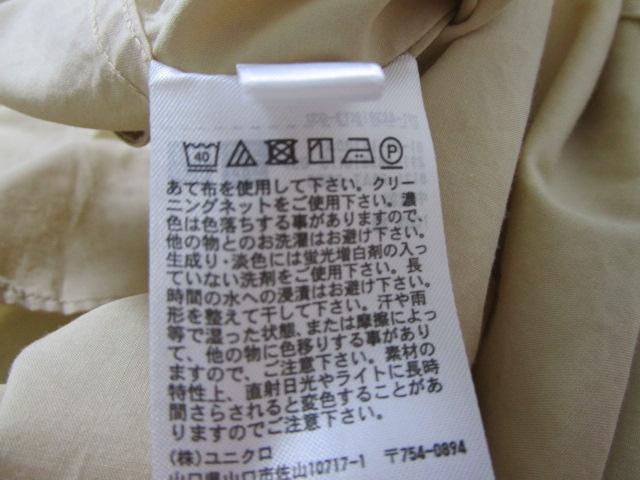 40
P
あて布を使用して下さい。クリー
ニングネットをご使用下さい。濃
色は色落ちする事がありますので、
他の物とのお洗濯はお避け下さい。
生成り・淡色には蛍光増白剤の入っ
ていない洗剤をご使用下さい。長
時間の水への浸漬はお避け下さい。
形を整えて干して下さい。汗や雨
等で湿った状態、または摩擦によっ
て、他の物に色移りする事があり
ますので、ご注意下さい。素材の
特性上、直射日光やライトに長時
間さらされると変色することがあ
りますのでご注意下さい。
(株)ユニクロ 〒754-0894
山口県山口市佐山10717-1